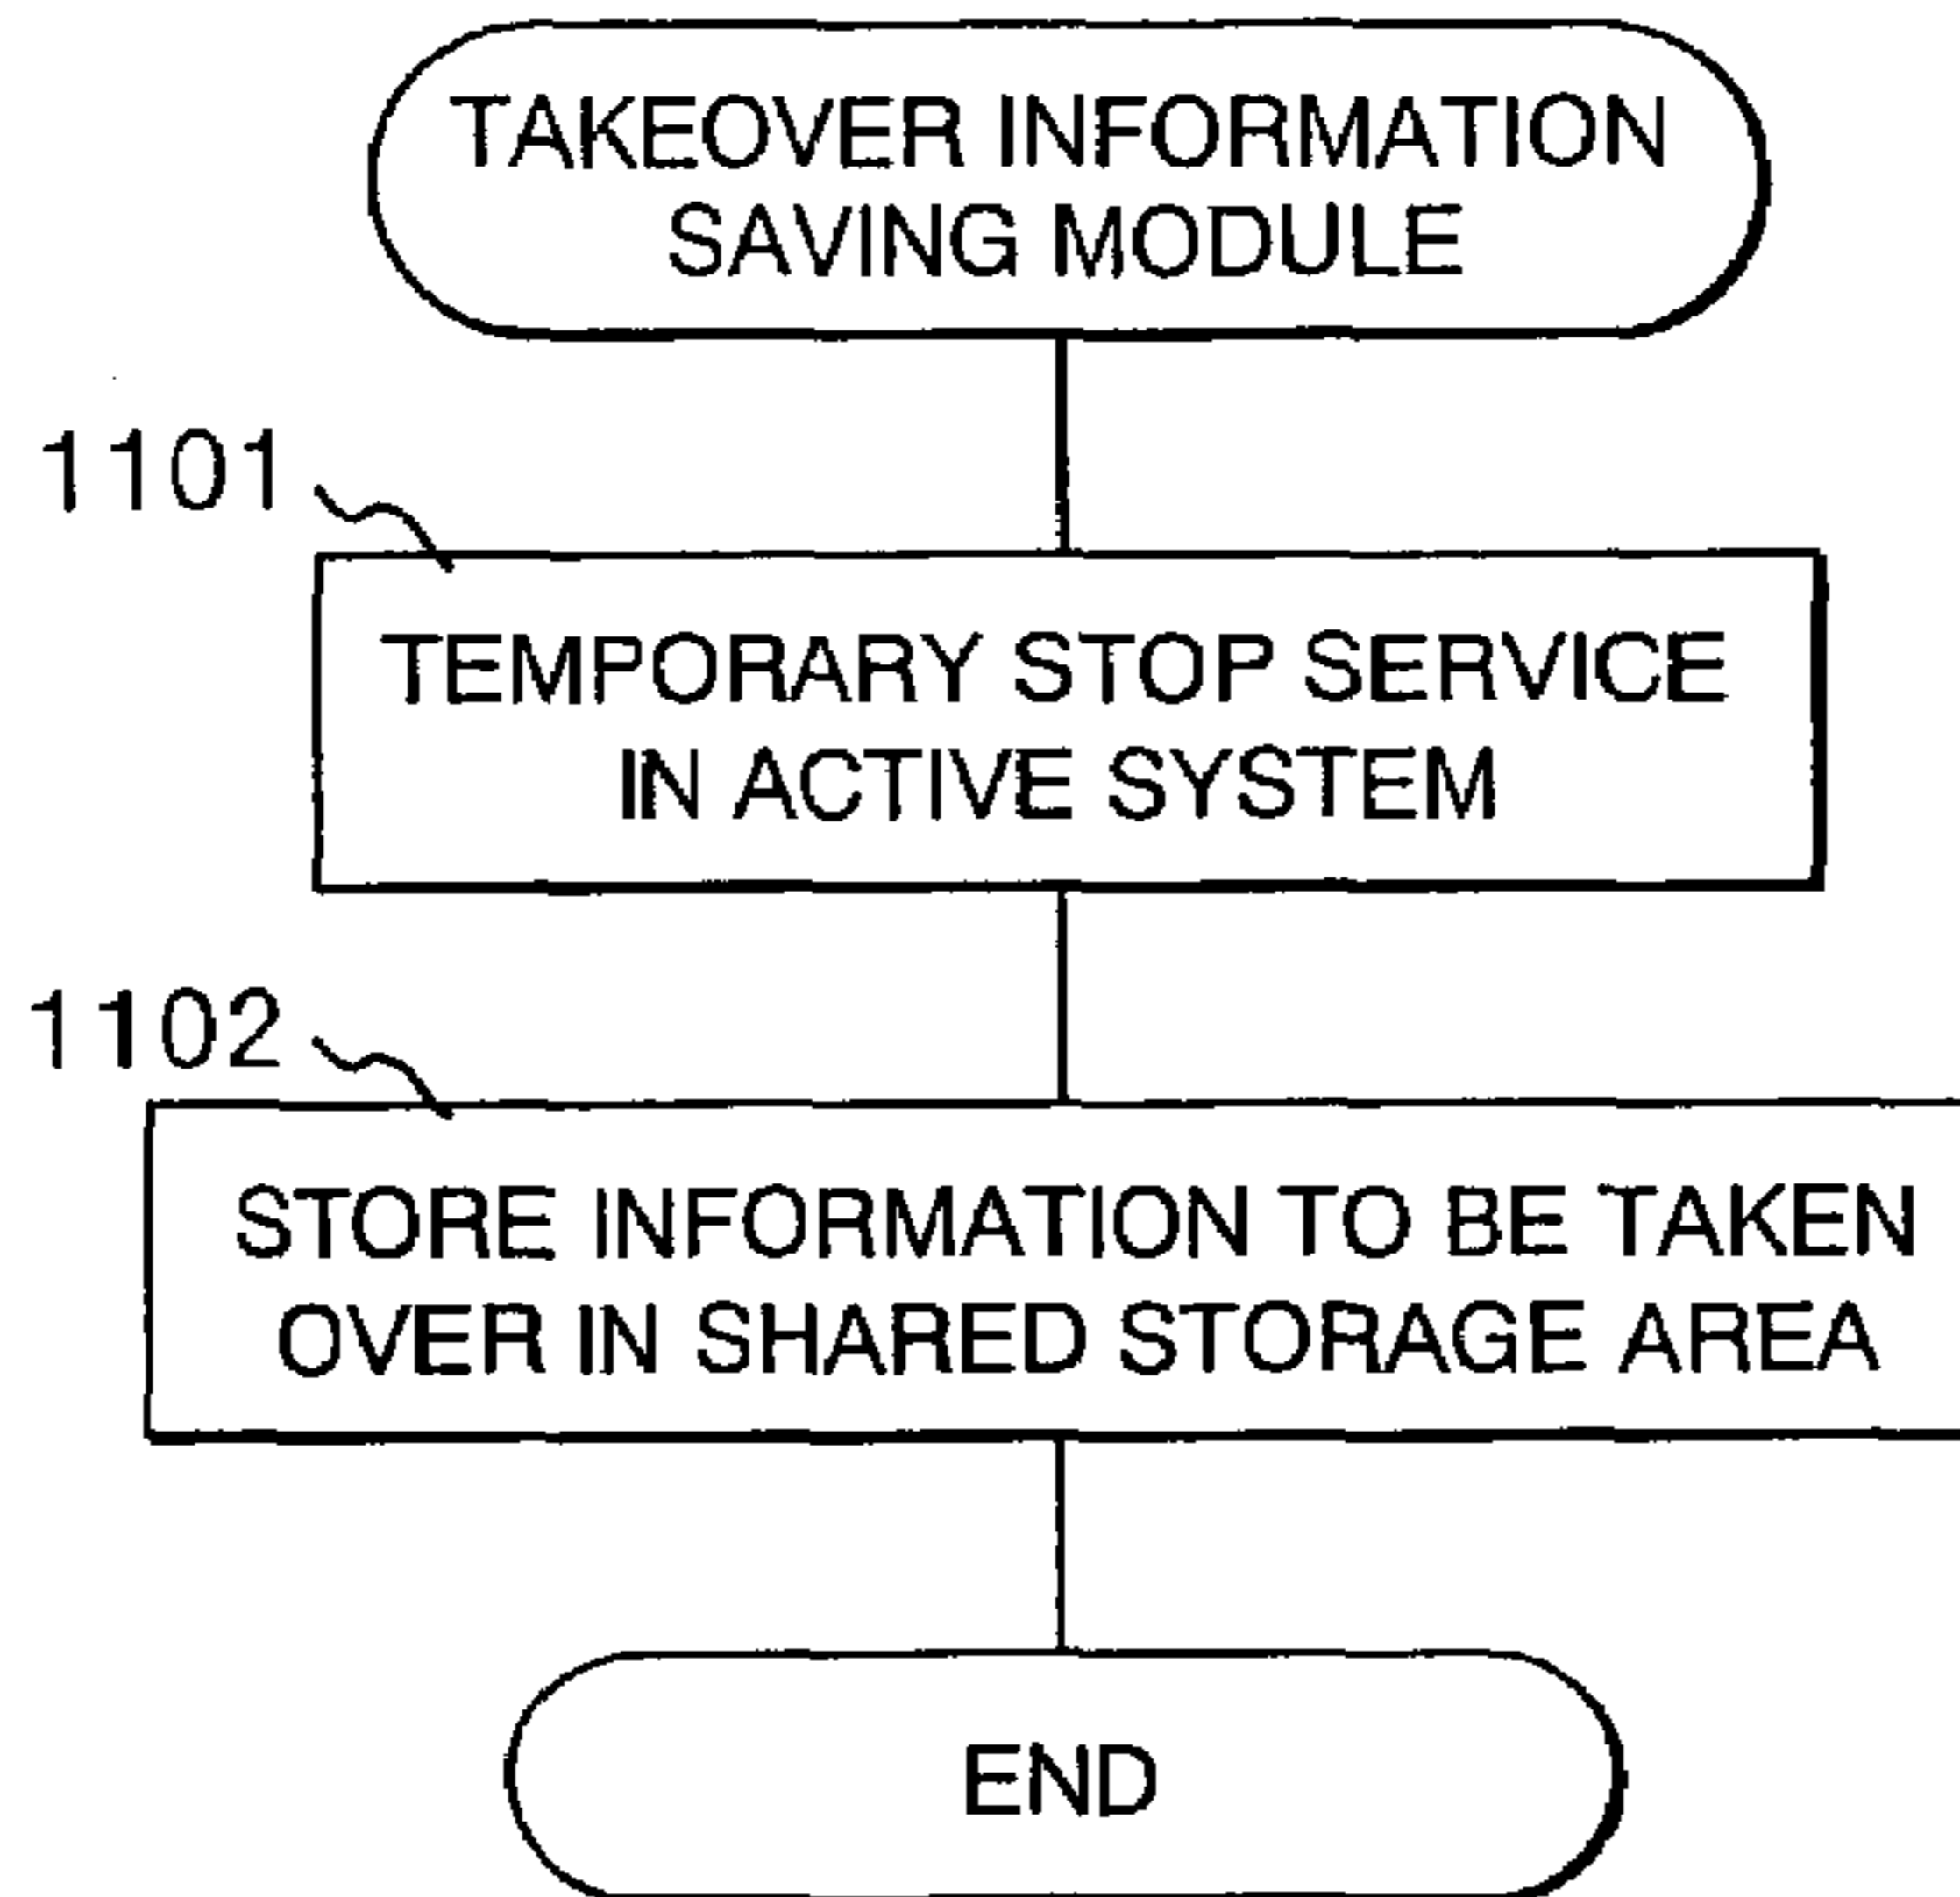 TAKEOVER INFORMATION
SAVING MODULE
1101
TEMPORARY STOP SERVICE
IN ACTIVE SYSTEM
1102
STORE INFORMATION TO BE TAKEN
OVER IN SHARED STORAGE AREA
END